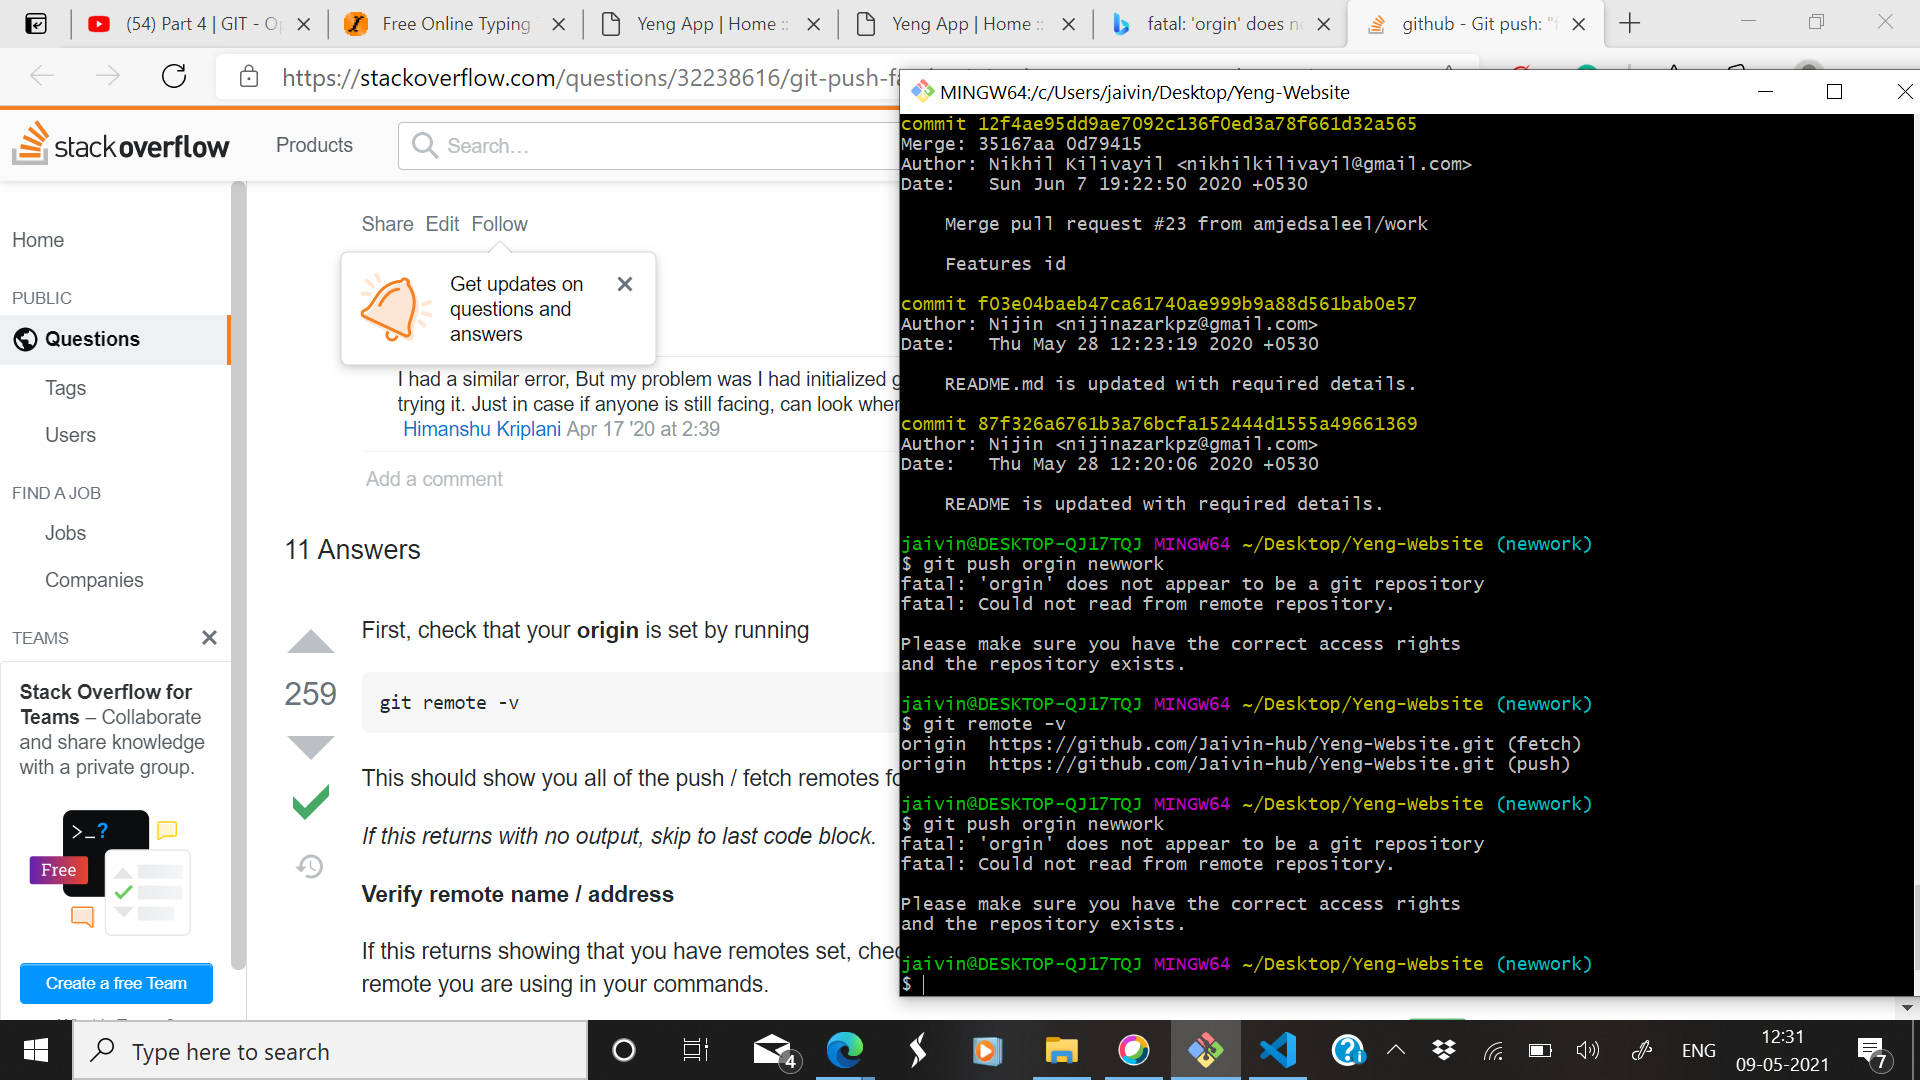 (54) Part 4 | GIT - Op
Free Online Typing
Yeng App | Home ::
Yeng App | Home ::
fatal: 'orgin' does no
github - Git push: "f
https://stackoverflow.com/questions/32238616/git-push-fa
stackoverflow
Products
Search…
Home
PUBLIC
Questions
Tags
Users
FIND A JOB
Jobs
Companies
TEAMS
Stack Overflow for
Teams – Collaborate
and share knowledge
with a private group.
>_?
Free
Create a free Team
Share Edit Follow
Get updates on
questions and
answers
I had a similar error, But my problem was I had initialized g
trying it. Just in case if anyone is still facing, can look wher
Himanshu Kriplani Apr 17 '20 at 2:39
Add a comment
11 Answers
259
First, check that your origin is set by running
git remote -v
This should show you all of the push / fetch remotes fo
If this returns with no output, skip to last code block.
Verify remote name / address
If this returns showing that you have remotes set, chec
remote you are using in your commands.
MINGW64:/c/Users/jaivin/Desktop/Yeng-Website
commit 12f4ae95dd9ae7092c136f0ed3a78f661d32a565
Merge: 35167aa 0d79415
Author: Nikhil Kilivayil <nikhilkilivayil@gmail.com>
Date:   Sun Jun 7 19:22:50 2020 +0530
Merge pull request #23 from amjedsaleel/work
Features id
commit f03e04baeb47ca61740ae999b9a88d561bab0e57
Author: Nijin <nijinazarkpz@gmail.com>
Date:   Thu May 28 12:23:19 2020 +0530
README.md is updated with required details.
commit 87f326a6761b3a76bcfa152444d1555a49661369
Author: Nijin <nijinazarkpz@gmail.com>
Date:   Thu May 28 12:20:06 2020 +0530
README is updated with required details.
jaivin@DESKTOP-QJ17TQJ MINGW64 ~/Desktop/Yeng-Website (newwork)
$ git push orgin newwork
fatal: 'orgin' does not appear to be a git repository
fatal: Could not read from remote repository.
Please make sure you have the correct access rights
and the repository exists.
jaivin@DESKTOP-QJ17TQJ MINGW64 ~/Desktop/Yeng-Website (newwork)
$ git remote -v
origin  https://github.com/Jaivin-hub/Yeng-Website.git (fetch)
origin  https://github.com/Jaivin-hub/Yeng-Website.git (push)
jaivin@DESKTOP-QJ17TQJ MINGW64 ~/Desktop/Yeng-Website (newwork)
$ git push orgin newwork
fatal: 'orgin' does not appear to be a git repository
fatal: Could not read from remote repository.
Please make sure you have the correct access rights
and the repository exists.
jaivin@DESKTOP-QJ17TQJ MINGW64 ~/Desktop/Yeng-Website (newwork)
$
Type here to search
4
ENG
12:31
09-05-2021
7